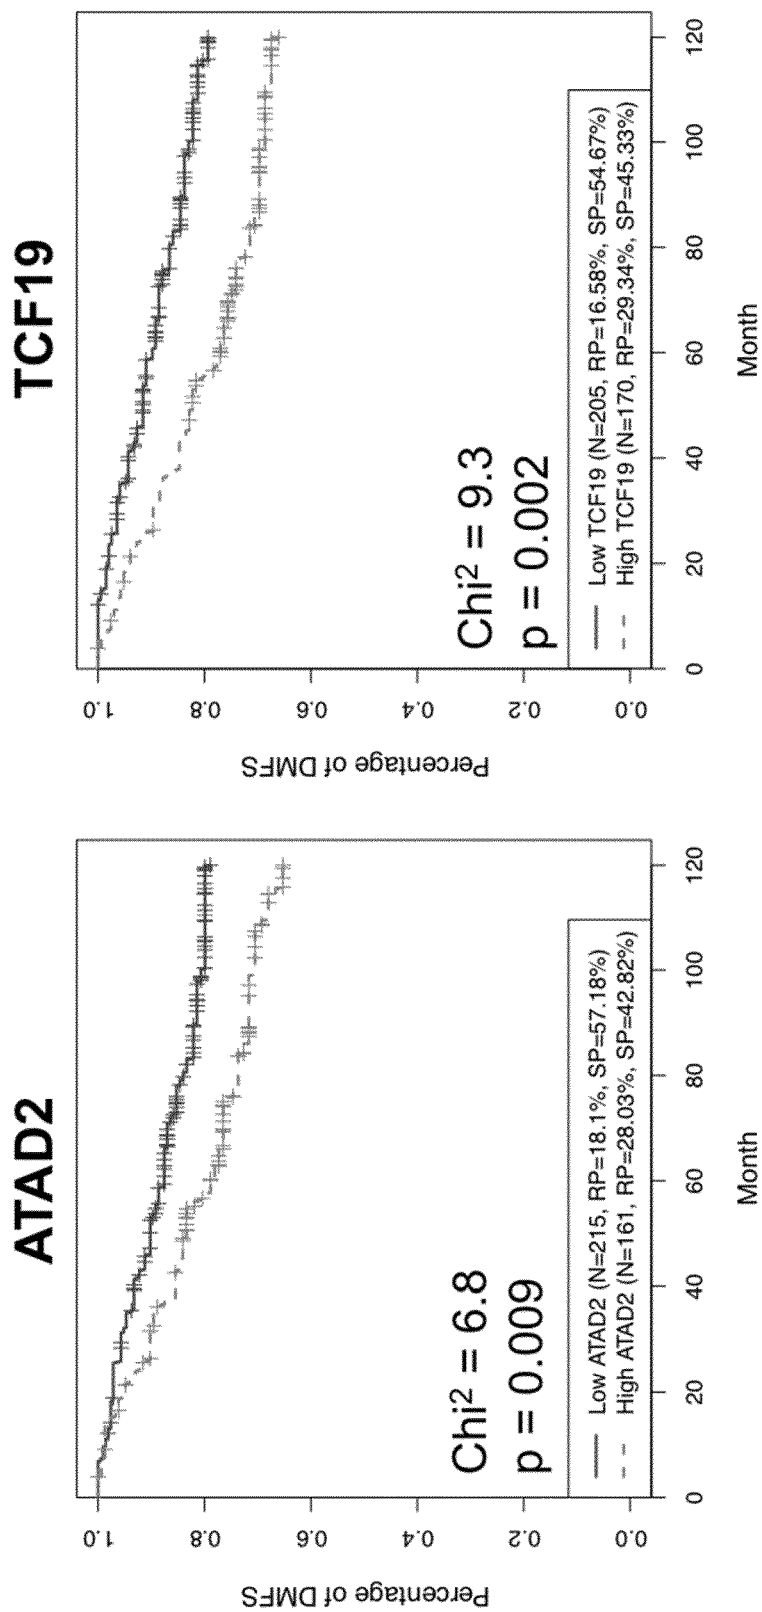 ATAD2
Percentage of DMFS
1.0
0.8
0.6
0.4
0.2
0.0
Chi² = 6.8
p = 0.009
Low ATAD2 (N=215, RP=18.1%, SP=57.18%)
High ATAD2 (N=161, RP=28.03%, SP=42.82%)
0 20 40 60 80 100 120
Month
TCF19
Percentage of DMFS
1.0
0.8
0.6
0.4
0.2
0.0
Chi² = 9.3
p = 0.002
Low TCF19 (N=205, RP=16.58%, SP=54.67%)
High TCF19 (N=170, RP=29.34%, SP=45.33%)
0 20 40 60 80 100 120
Month